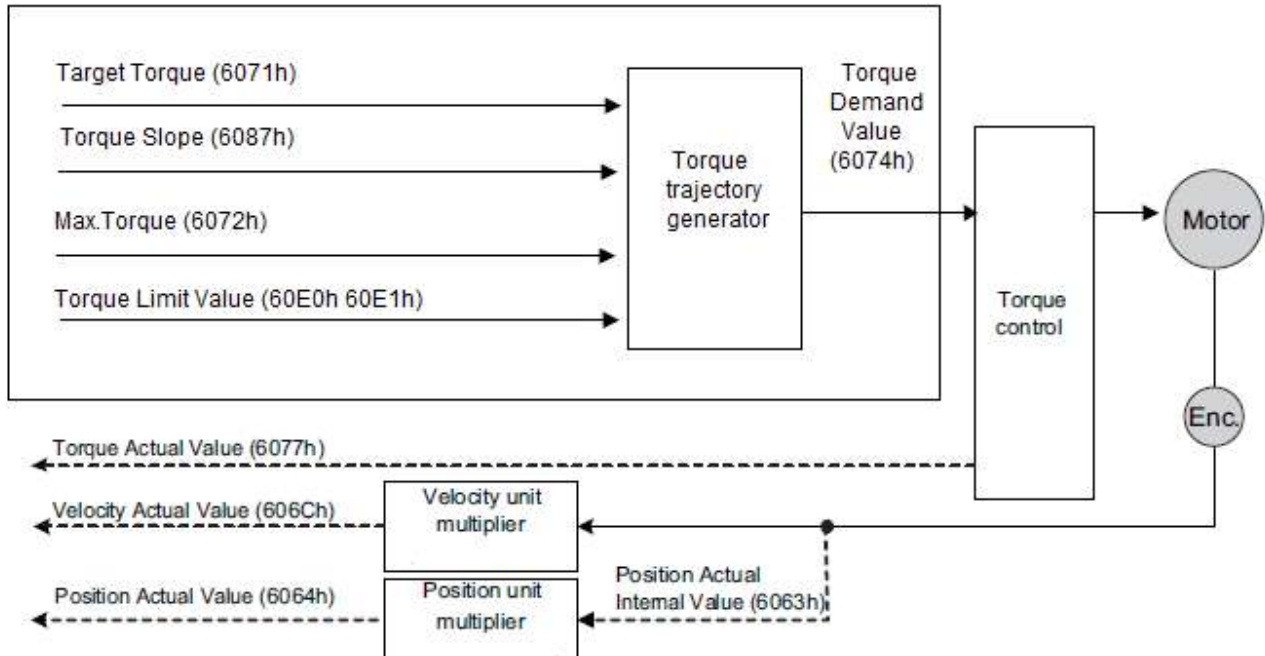 Target Torque (6071h)
Torque Slope (6087h)
Max.Torque (6072h)
Torque Limit Value (60E0h 60E1h)
Torque
trajectory
generator
Torque
Demand
Value
(6074h)
Torque
control
Motor
Enc.
Torque Actual Value (6077h)
Velocity Actual Value (606Ch)
Velocity unit
multiplier
Position Actual Value (6064h)
Position unit
multiplier
Position Actual
Internal Value (6063h)